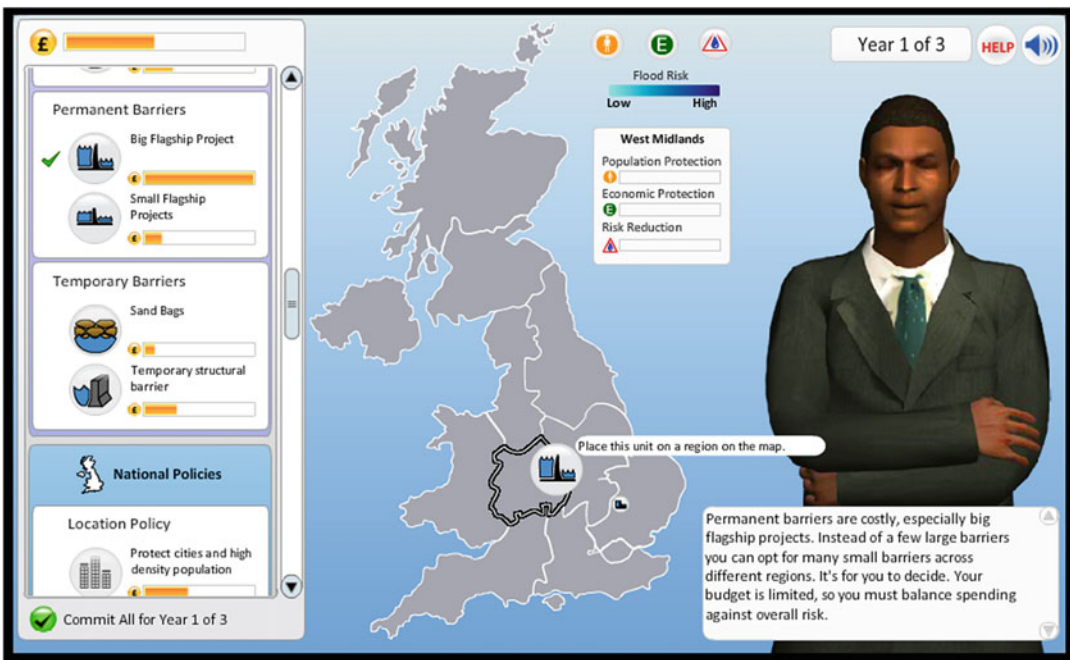 £
Permanent Barriers
Big Flagship Project
£
Small Flagship
Projects
£
Temporary Barriers
Sand Bags
£
Temporary structural
barrier
£
National Policies
Location Policy
Protect cities and high
density population
£
Commit All for Year 1 of 3
E
Flood Risk
Low High
West Midlands
Population Protection
Economic Protection
E
Risk Reduction
Place this unit on a region on the map.
Year 1 of 3
HELP
Permanent barriers are costly, especially big
flagship projects. Instead of a few large barriers
you can opt for many small barriers across
different regions. It's for you to decide. Your
budget is limited, so you must balance spending
against overall risk.